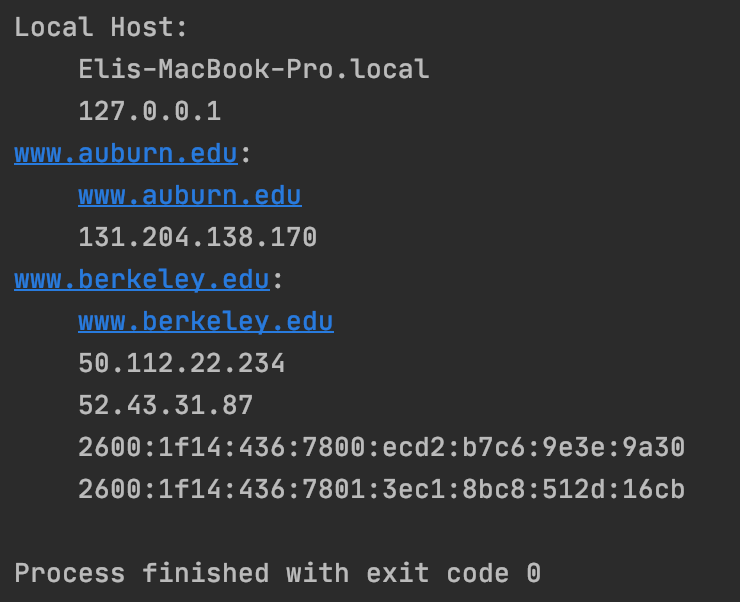 Local Host:
Elis-MacBook-Pro.local
127.0.0.1
www.auburn.edu:
www.auburn.edu
131.204.138.170
www.berkeley.edu:
www.berkeley.edu
50.112.22.234
52.43.31.87
2600:1f14:436:7800:ecd2:b7c6:9e3e:9a30
2600:1f14:436:7801:3ec1:8bc8:512d:16cb
Process finished with exit code 0